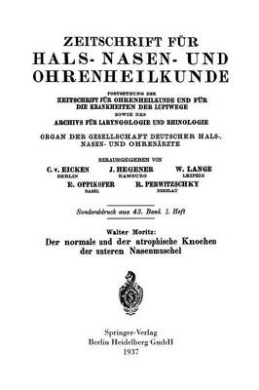 ZEITSCHRIFT FÜR
HALS- NASEN- UND
OHRENHEILKUNDE
FORTSETZUNG DER
ZEITSCHRIFT FÜR OHRENHEILKUNDE UND FÜR
DIE KRANKHEITEN DER LUFTWEGE
SOWIE DES
ARCHIVS FÜR LARYNGOLOGIE UND RHINOLOGIE
ORGAN DER GESELLSCHAFT DEUTSCHER HALS-,
NASEN- UND OHRENÄRZTE
HERAUSGEGEBEN VON
C. v. EICKEN J. HEGENER W. LANGE
BERLIN HAMBURG LEIPZIG
E. OPPIKOFER R. PERWITZSCHKY
BASEL BRESLAU
Sonderabdruck aus 43. Band. 1. Heft
Walter Moritz:
Der normale und der atrophische Knochen
der unteren Nasenmuschel
Springer-Verlag
Berlin Heidelberg GmbH
1937